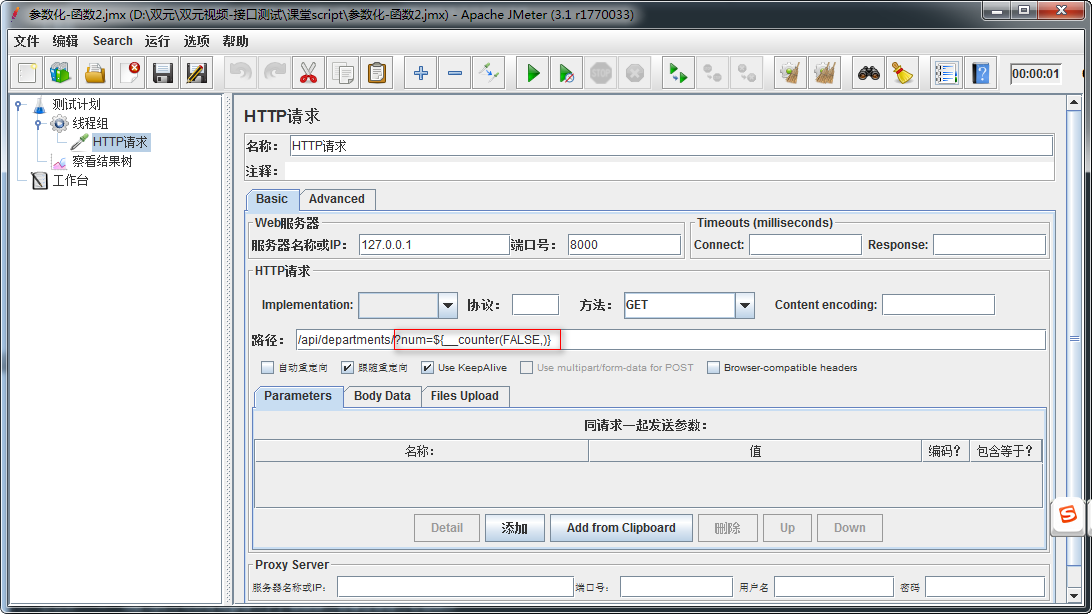 参数化-函数2.jmx (D:\双元\双元视频-接口测试\课堂script\参数化-函数2.jmx) - Apache JMeter (3.1 r1770033)
文件 编辑 Search 运行 选项 帮助
STOP
00:00:01
测试计划
线程组
HTTP请求
察看结果树
工作台
HTTP请求
名称: HTTP请求
注释:
Basic Advanced
Web服务器
服务器名称或IP: 127.0.0.1 端口号: 8000
Timeouts (milliseconds)
Connect: Response:
HTTP请求
Implementation: 协议: 方法: GET Content encoding:
路径: /api/departments/?num=${__counter(FALSE,)}
自动重定向 跟随重定向 Use KeepAlive Use multipart/form-data for POST Browser-compatible headers
Parameters Body Data Files Upload
同请求一起发送参数:
名称: 值 编码? 包含等于?
Detail 添加 Add from Clipboard 删除 Up Down
Proxy Server
服务器名称或IP: 端口号: 用户名 密码